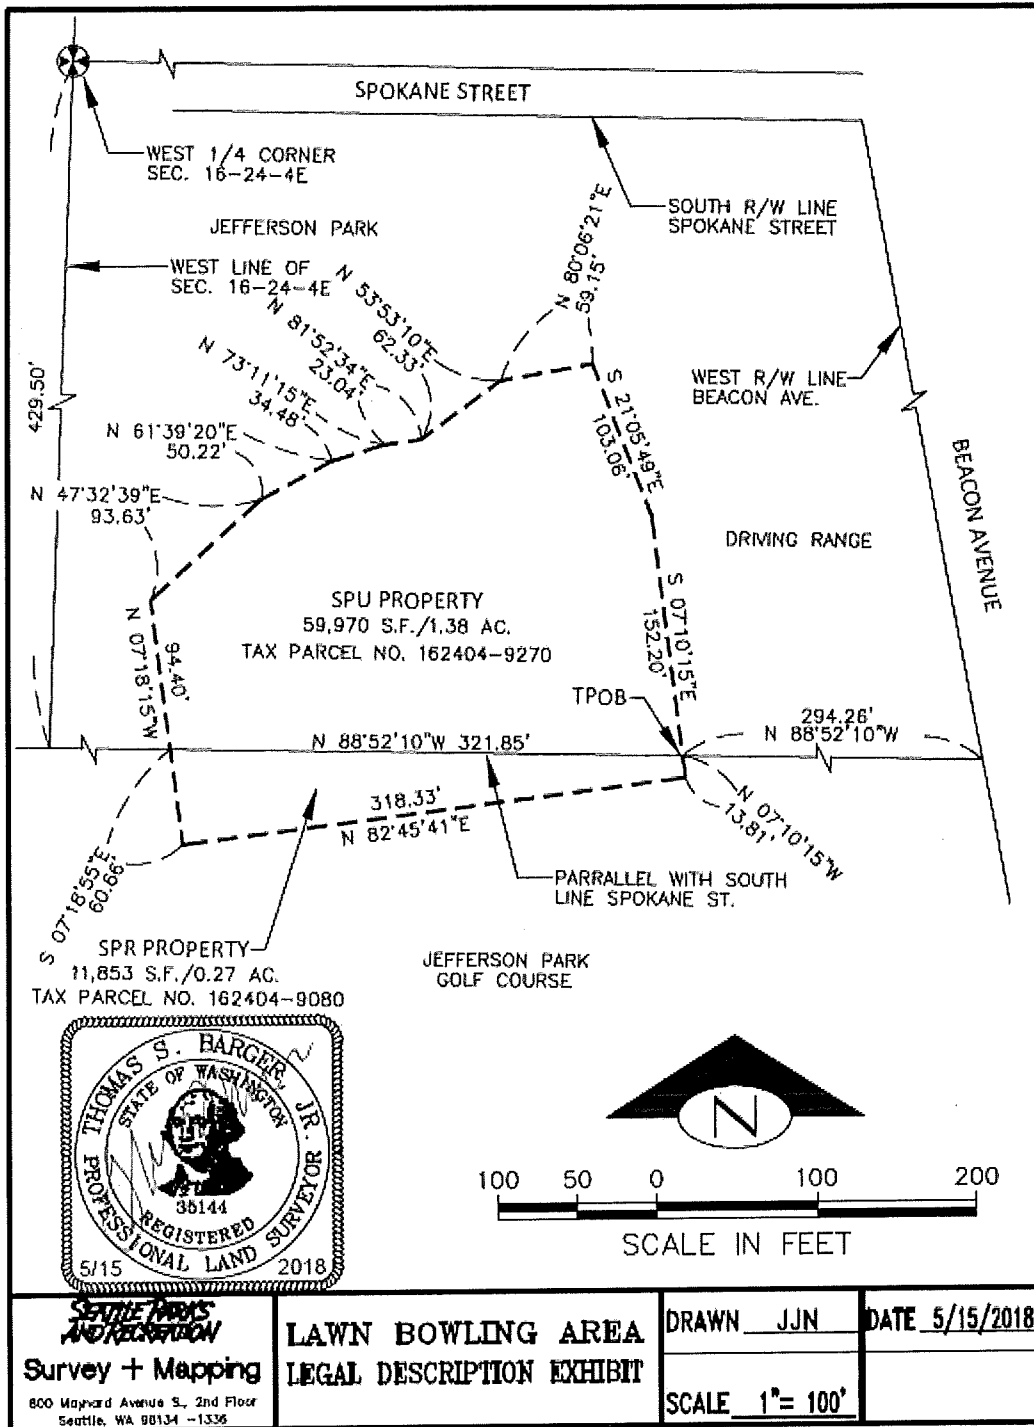 SPOKANE STREET
WEST 1/4 CORNER
SEC. 16-24-4E
SOUTH R/W LINE
SPOKANE STREET
JEFFERSON PARK
WEST LINE OF
SEC. 16-24-4E
N 80°06'21"E
59.15'
N 53°53'10"E
62.33'
N 81°52'34"E
23.04'
N 73°11'15"E
34.48'
N 61°39'20"E
50.22'
N 47°32'39"E
93.63'
429.50'
WEST R/W LINE
BEACON AVE.
S 21°05'49"E
103.06'
BEACON AVENUE
DRIVING RANGE
SPU PROPERTY
59,970 S.F./1.38 AC.
TAX PARCEL NO. 162404-9270
N 07°18'15"W
94.40'
S 07°10'15"E
152.20'
TPOB
294.26'
N 88°52'10"W
N 88°52'10"W 321.85'
318.33'
N 82°45'41"E
N 07°10'15"W
13.81'
S 07°18'55"E
60.66'
PARRALLEL WITH SOUTH
LINE SPOKANE ST.
SPR PROPERTY
11,853 S.F./0.27 AC.
TAX PARCEL NO. 162404-9080
JEFFERSON PARK
GOLF COURSE
THOMAS S. BARGER, JR.
STATE OF WASHINGTON
35144
REGISTERED
PROFESSIONAL LAND SURVEYOR
5/15 2018
N
100 50 0 100 200
SCALE IN FEET
SEATTLE PARKS
AND RECREATION
Survey + Mapping
800 Maynard Avenue S., 2nd Floor
Seattle, WA 98134 -1336
LAWN BOWLING AREA
LEGAL DESCRIPTION EXHIBIT
DRAWN JJN
DATE 5/15/2018
SCALE 1"= 100'